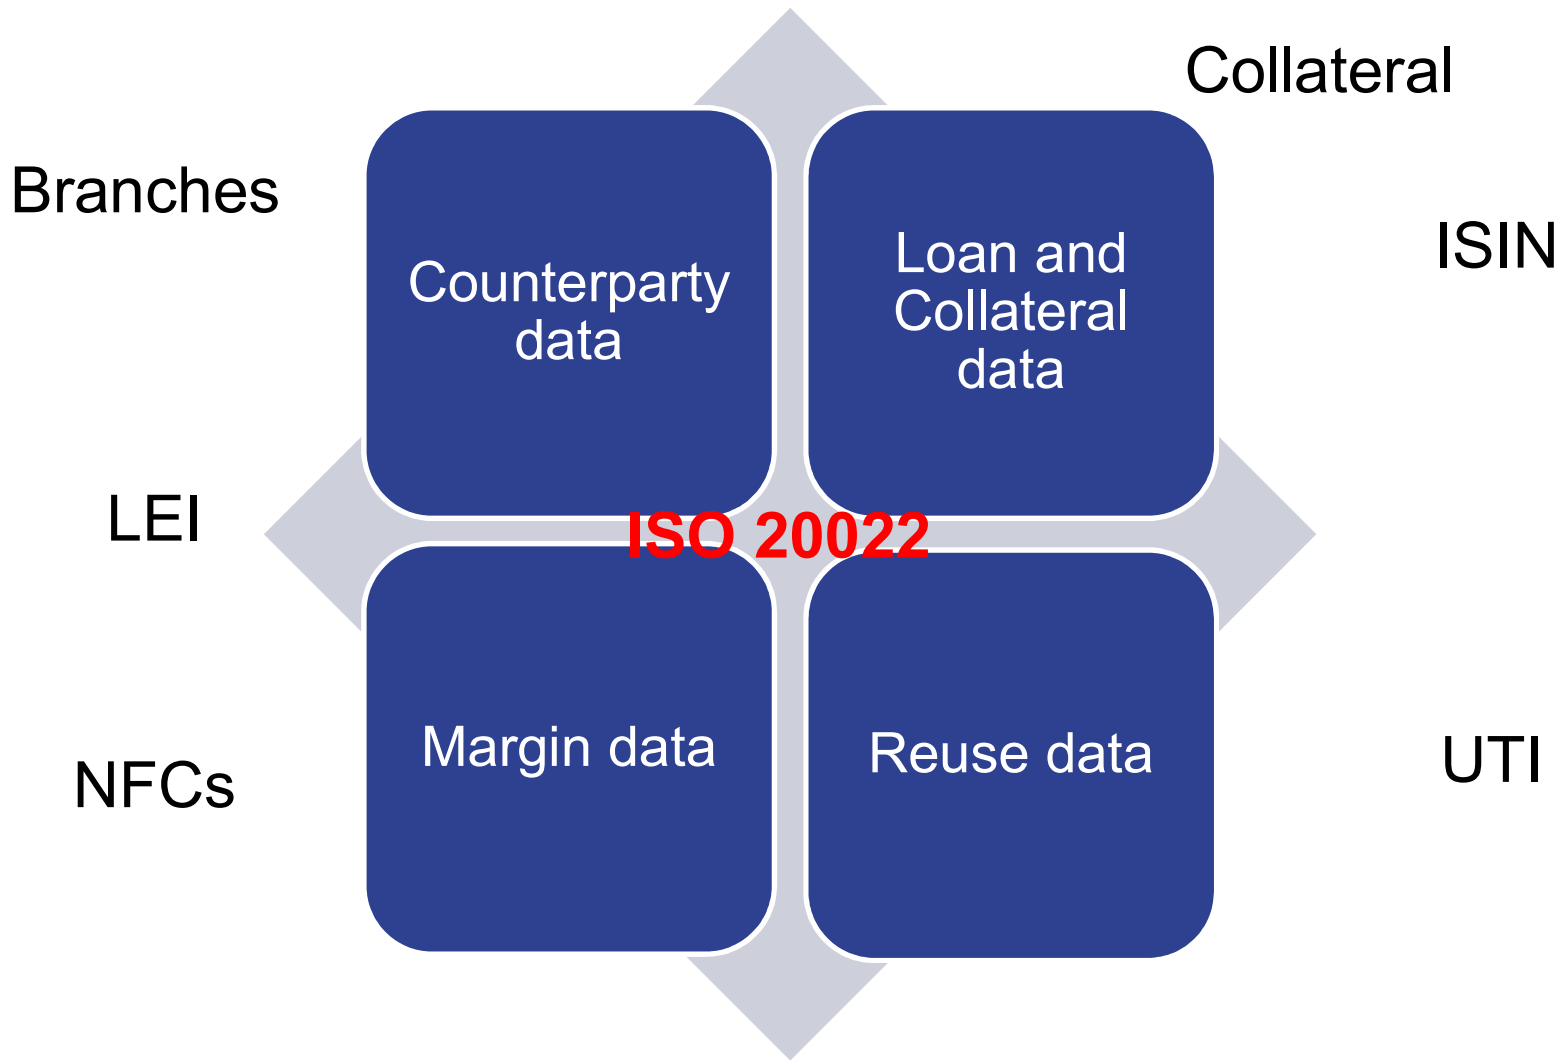 Collateral
Branches
Counterparty
data
Loan and
Collateral
data
ISIN
LEI
ISO 20022
NFCs
Margin data
Reuse data
UTI